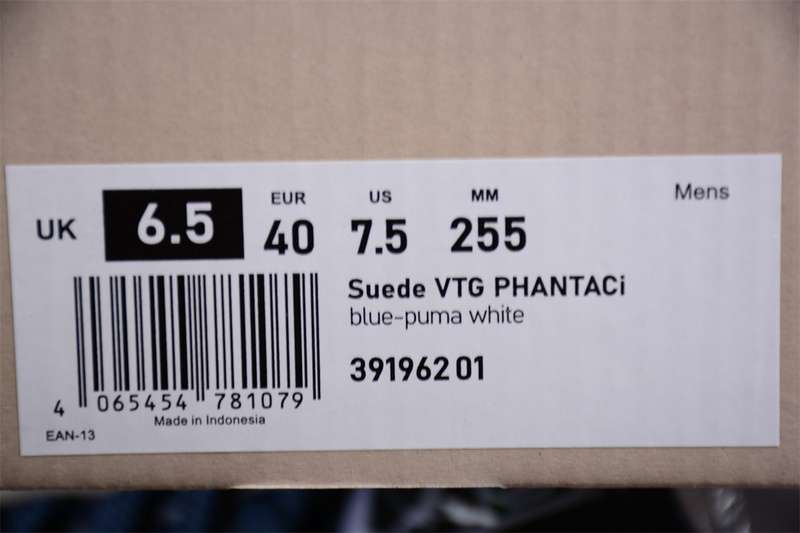 Mens
UK 6.5
EUR 40
US 7.5
MM 255
Suede VTG PHANTACi
blue-puma white
391962 01
4 065454 781079
Made in Indonesia
EAN-13